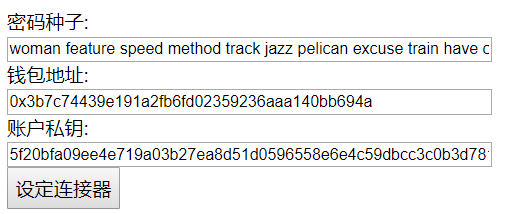 密码种子:
woman feature speed method track jazz pelican excuse train have
钱包地址:
0x3b7c74439e191a2fb6fd02359236aaa140bb694a
账户私钥:
5f20bfa09ee4e719a03b27ea8d51d0596558e6e4c59dbcc3c0b3d78
设定连接器